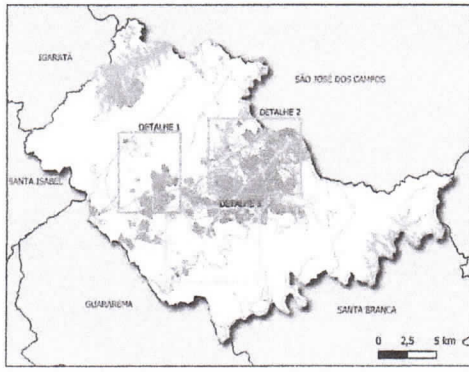 IGARATÁ
SÃO JOSÉ DOS CAMPOS
DETALHE 2
DETALHE 1
SANTA ISABEL
DETALHE 3
GUARAREMA
SANTA BRANCA
0 2,5 5 km